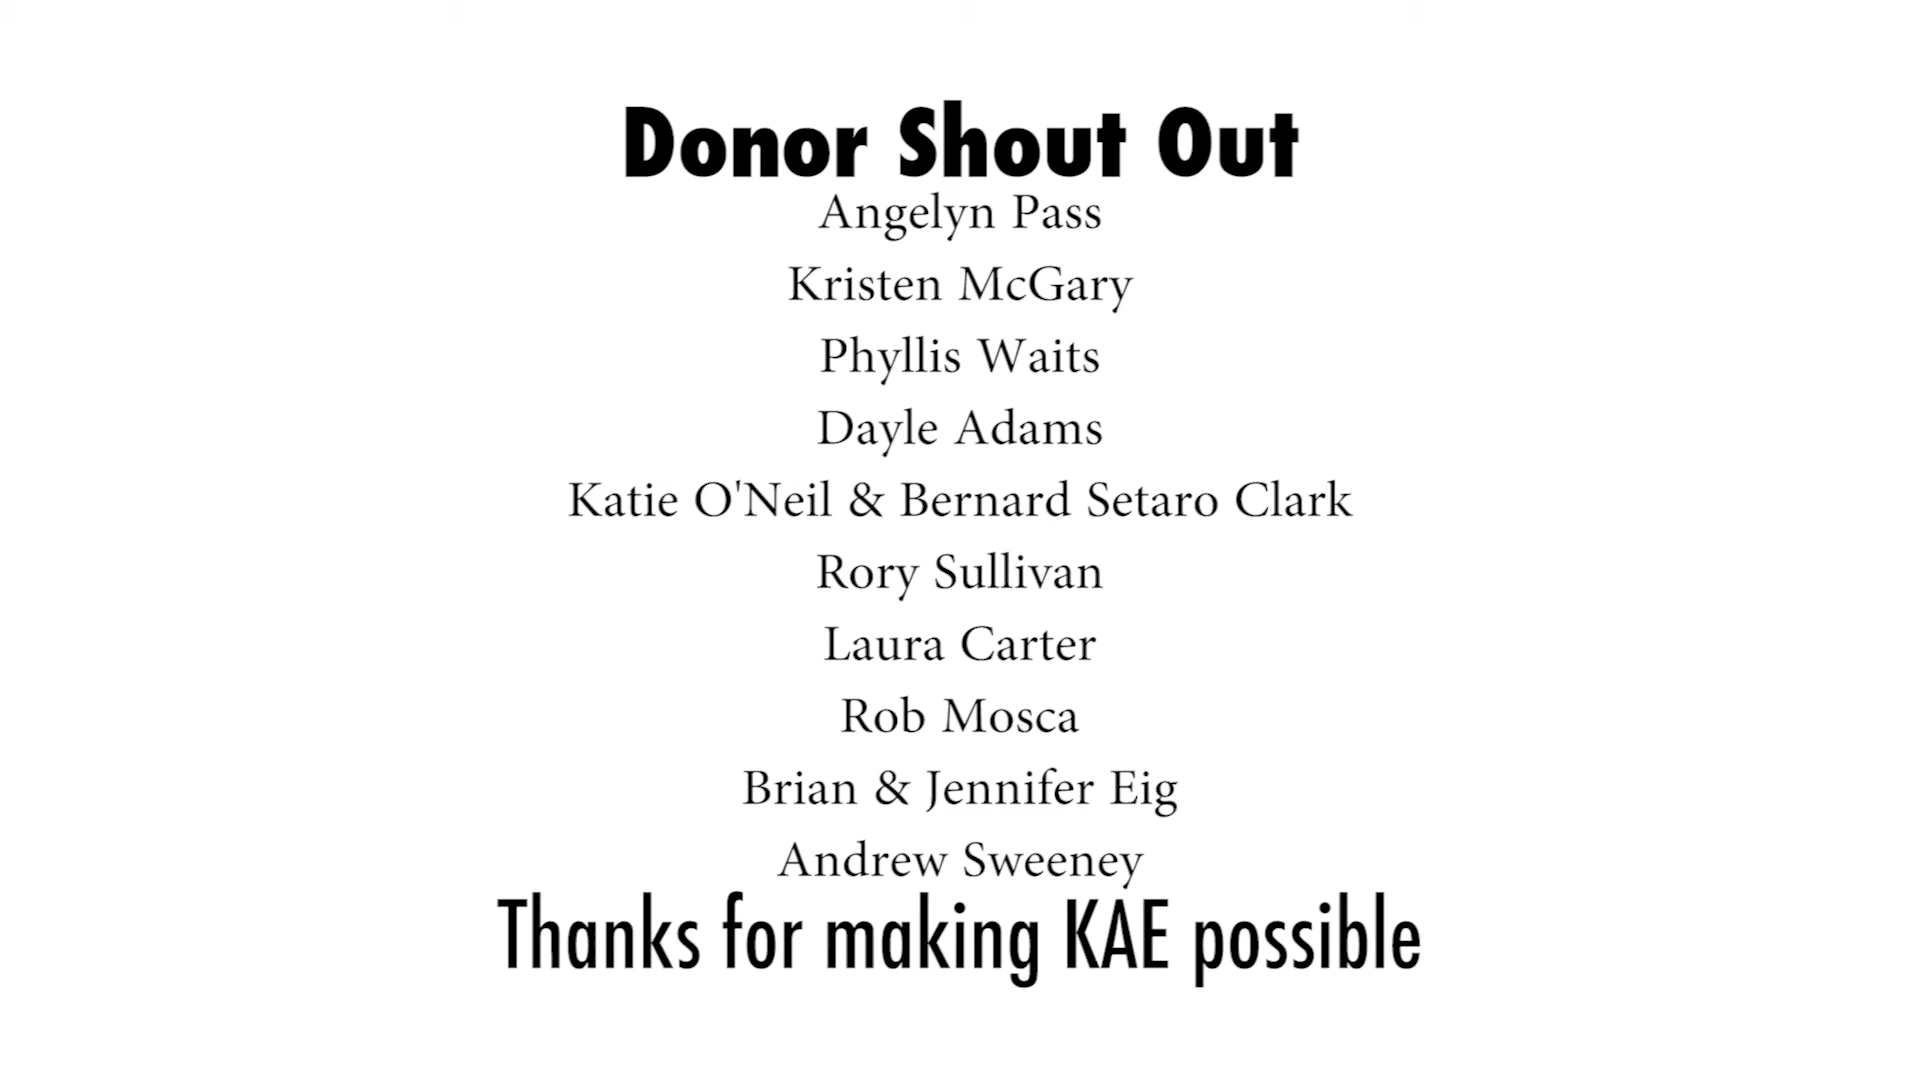 Donor Shout Out
Angelyn Pass
Kristen McGary
Phyllis Waits
Dayle Adams
Katie O'Neil & Bernard Setaro Clark
Rory Sullivan
Laura Carter
Rob Mosca
Brian & Jennifer Eig
Andrew Sweeney
Thanks for making KAE possible